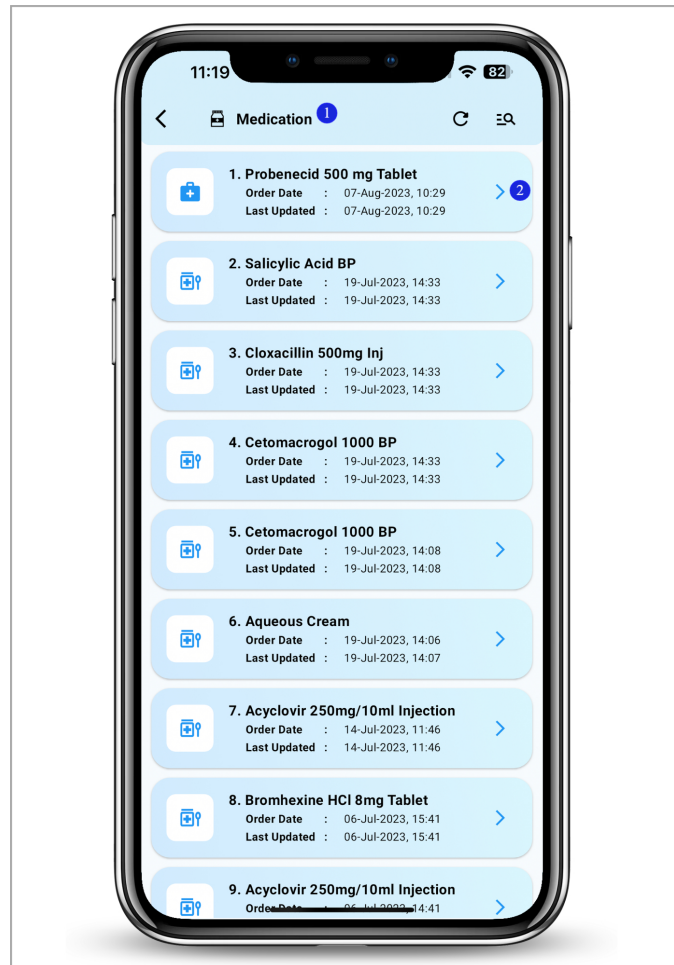 11:19
82
Medication 1
1. Probenecid 500 mg Tablet
Order Date : 07-Aug-2023, 10:29
Last Updated : 07-Aug-2023, 10:29
2
2. Salicylic Acid BP
Order Date : 19-Jul-2023, 14:33
Last Updated : 19-Jul-2023, 14:33
3. Cloxacillin 500mg Inj
Order Date : 19-Jul-2023, 14:33
Last Updated : 19-Jul-2023, 14:33
4. Cetomacrogol 1000 BP
Order Date : 19-Jul-2023, 14:33
Last Updated : 19-Jul-2023, 14:33
5. Cetomacrogol 1000 BP
Order Date : 19-Jul-2023, 14:08
Last Updated : 19-Jul-2023, 14:08
6. Aqueous Cream
Order Date : 19-Jul-2023, 14:06
Last Updated : 19-Jul-2023, 14:07
7. Acyclovir 250mg/10ml Injection
Order Date : 14-Jul-2023, 11:46
Last Updated : 14-Jul-2023, 11:46
8. Bromhexine HCl 8mg Tablet
Order Date : 06-Jul-2023, 15:41
Last Updated : 06-Jul-2023, 15:41
9. Acyclovir 250mg/10ml Injection
Order Date : 06-Jul-2023, 14:41